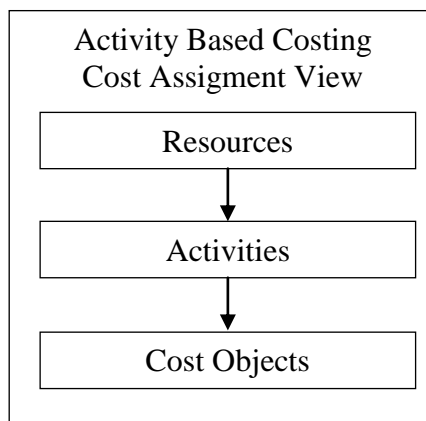 Activity Based Costing
Cost Assigment View
Resources
Activities
Cost Objects